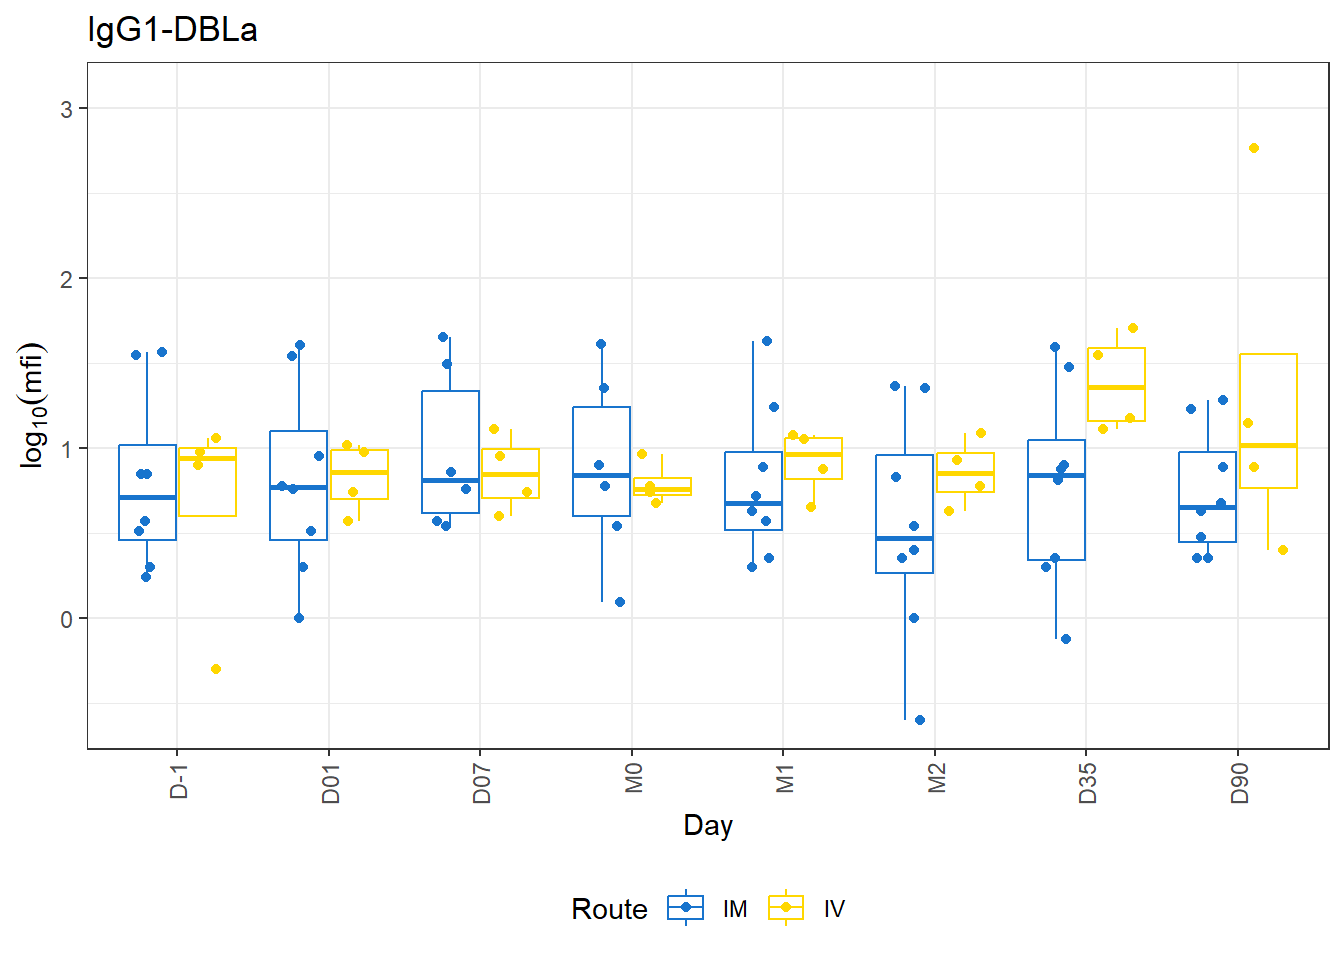 IgG1-DBLa
3
2
1
0
log10(mfi)
D-1
D01
D07
M0
M1
M2
D35
D90
Day
Route IM IV